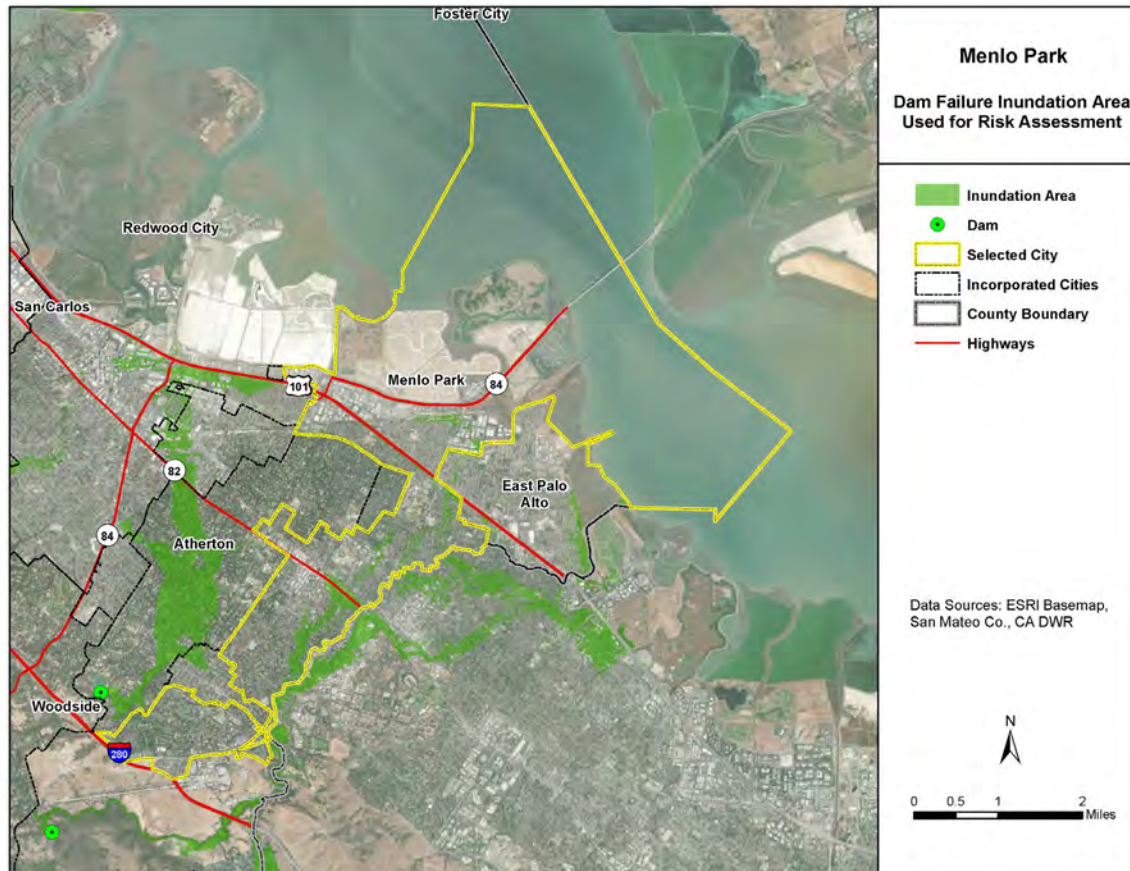 Foster City
Redwood City
San Carlos
101
Menlo Park
84
82
East Palo
Alto
84
Atherton
Woodside
280
Menlo Park
Dam Failure Inundation Area
Used for Risk Assessment
Inundation Area
Dam
Selected City
Incorporated Cities
County Boundary
Highways
Data Sources: ESRI Basemap,
San Mateo Co., CA DWR
N
0 0.5 1 2
Miles